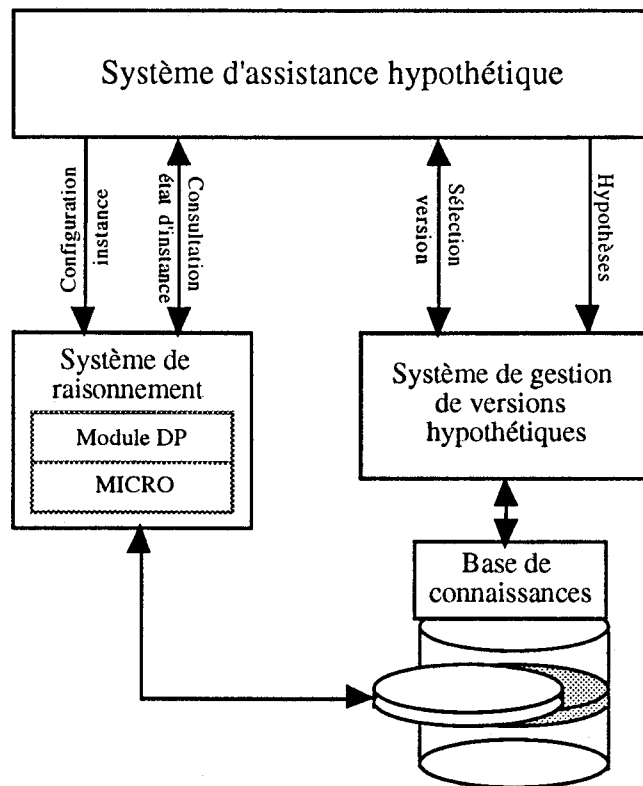 Système d'assistance hypothétique
Configuration
instance
Consultation
état d'instance
Sélection
version
Hypothèses
Système de
raisonnement
Module DP
MICRO
Système de gestion
de versions
hypothétiques
Base de
connaissances